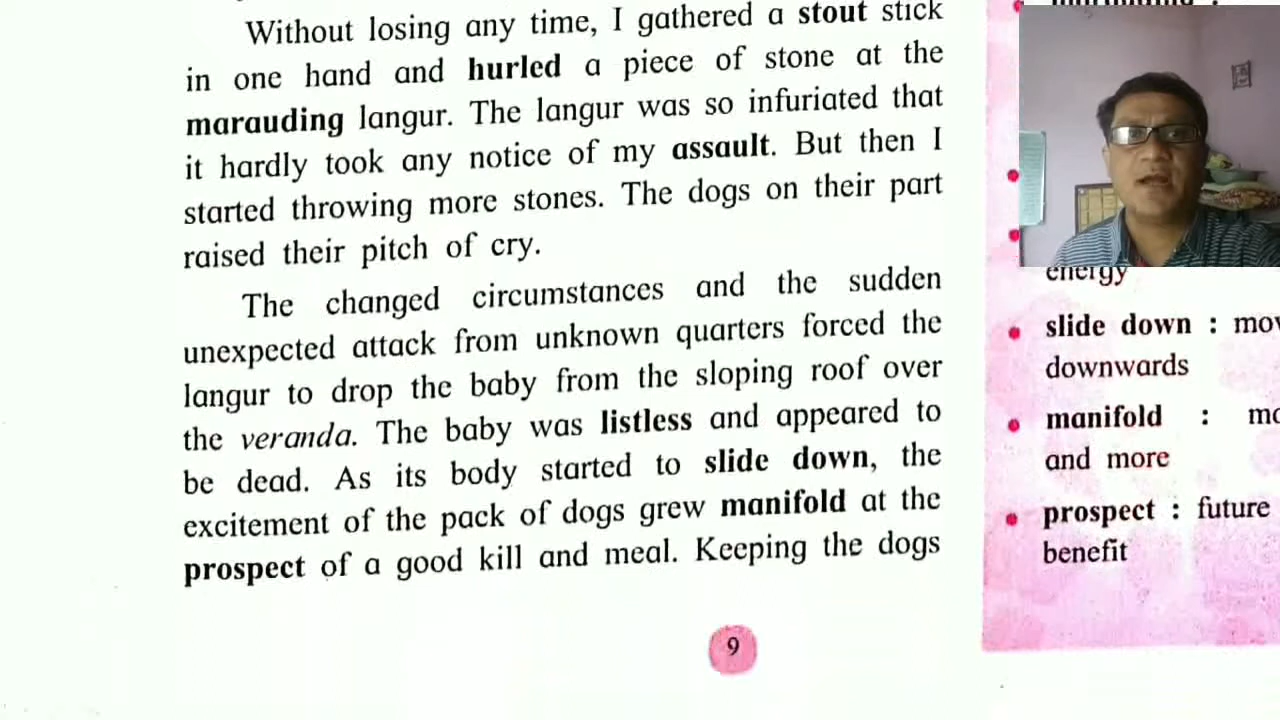 Without losing any time, I gathered a stout stick
in one hand and hurled a piece of stone at the
marauding langur. The langur was so infuriated that
it hardly took any notice of my assault. But then I
started throwing more stones. The dogs on their part
raised their pitch of cry.
The changed circumstances and the sudden
unexpected attack from unknown quarters forced the
langur to drop the baby from the sloping roof over
the veranda. The baby was listless and appeared to
be dead. As its body started to slide down, the
excitement of the pack of dogs grew manifold at the
prospect of a good kill and meal. Keeping the dogs
9
energy
slide down : mov
downwards
manifold : mo
and more
prospect : future
benefit